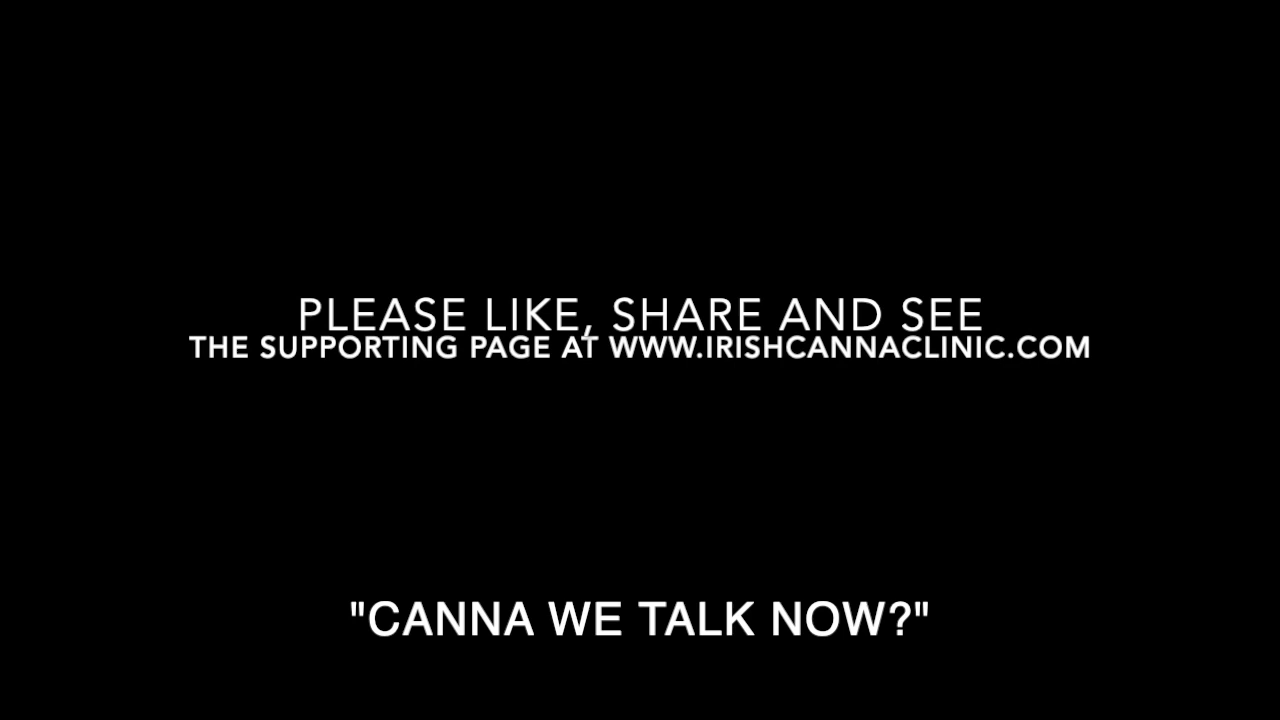 PLEASE LIKE, SHARE AND SEE
THE SUPPORTING PAGE AT WWW.IRISHCANNACLINIC.COM
"CANNA WE TALK NOW?"